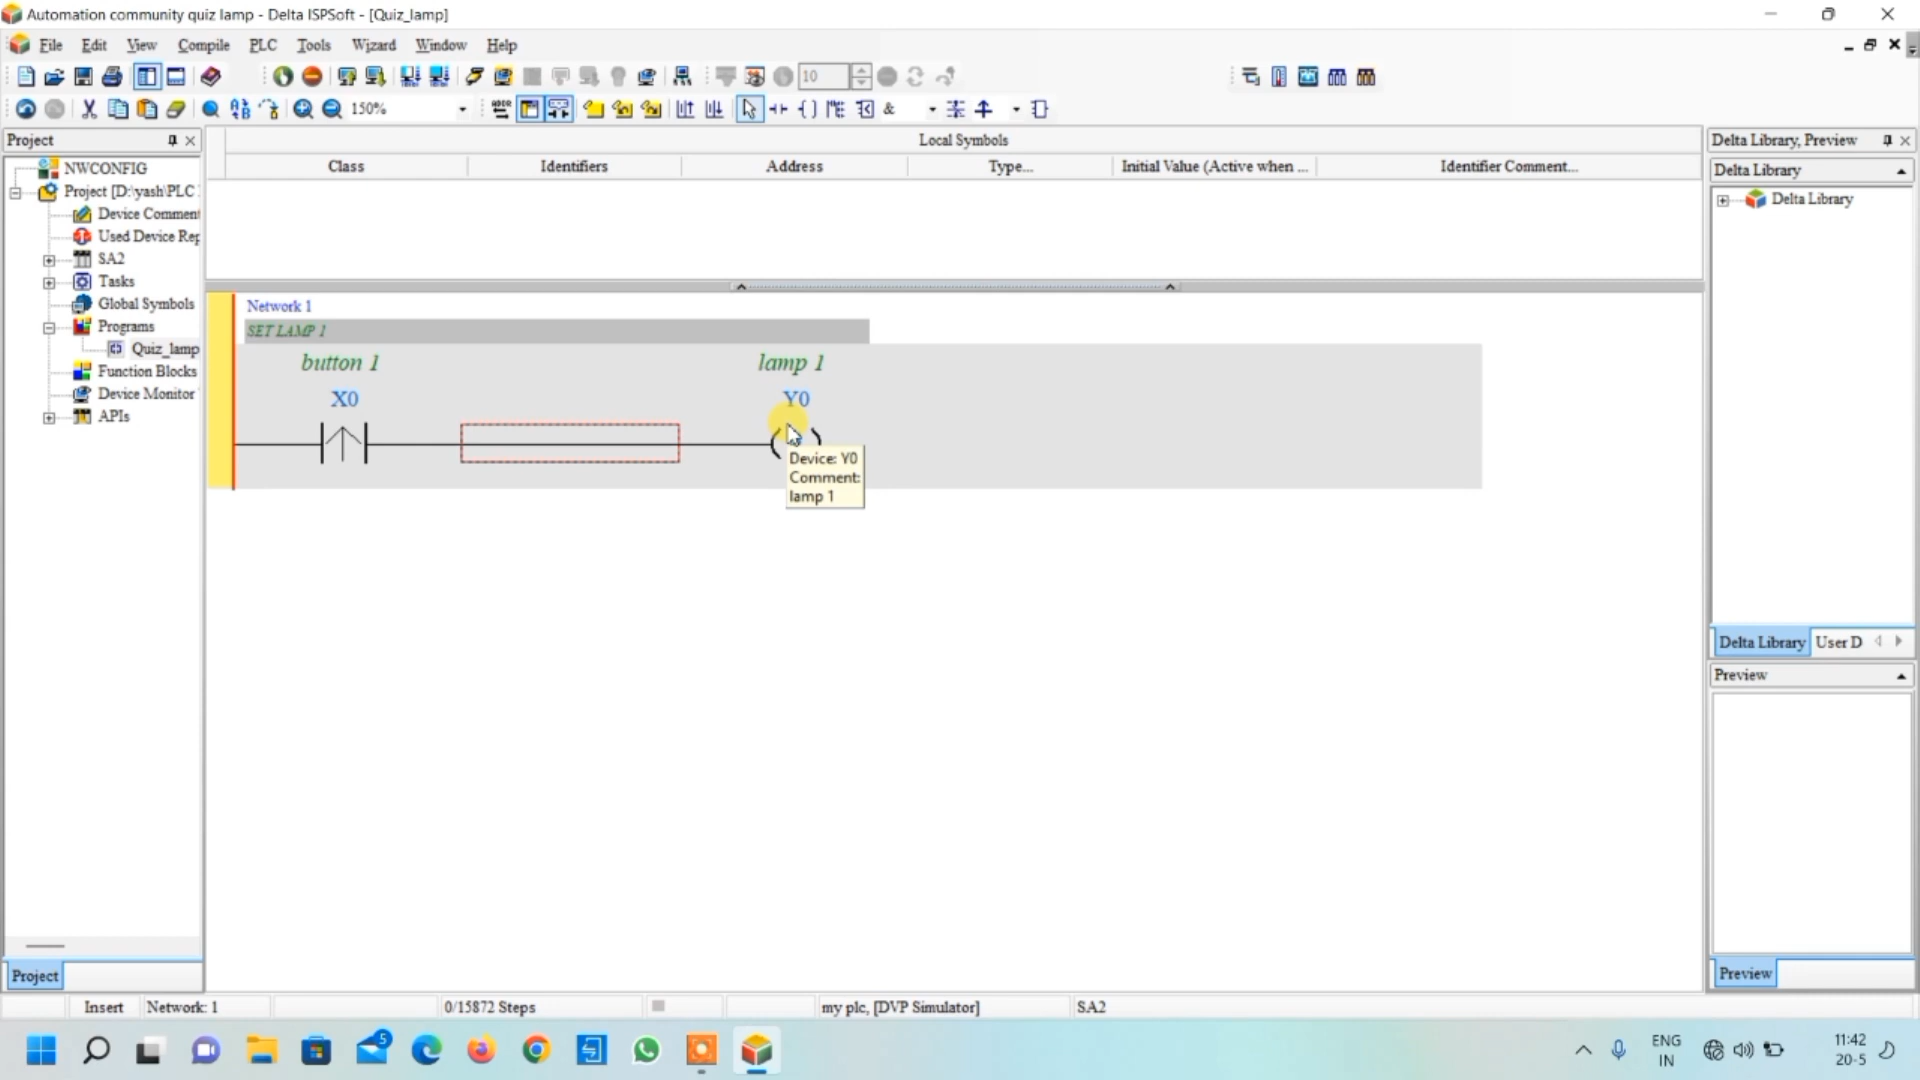 Automation community quiz lamp - Delta ISPSoft - [Quiz_lamp]
File Edit View Compile PLC Tools Wizard Window Help
10
150%
&
Project
NWCONFIG
Project [D:\yash\PLC
Device Comment
Used Device Rep
SA2
Tasks
Global Symbols
Programs
Quiz_lamp
Function Blocks
Device Monitor
APIs
Project
Local Symbols
Class Identifiers Address Type... Initial Value (Active when ... Identifier Comment...
Network 1
SET LAMP 1
button 1 lamp 1
X0 Y0
Device: Y0
Comment:
lamp 1
Delta Library, Preview
Delta Library
Delta Library
Delta Library User D
Preview
Preview
Insert Network: 1 0/15872 Steps my plc, [DVP Simulator] SA2
5
ENG
IN
11:42
20-5